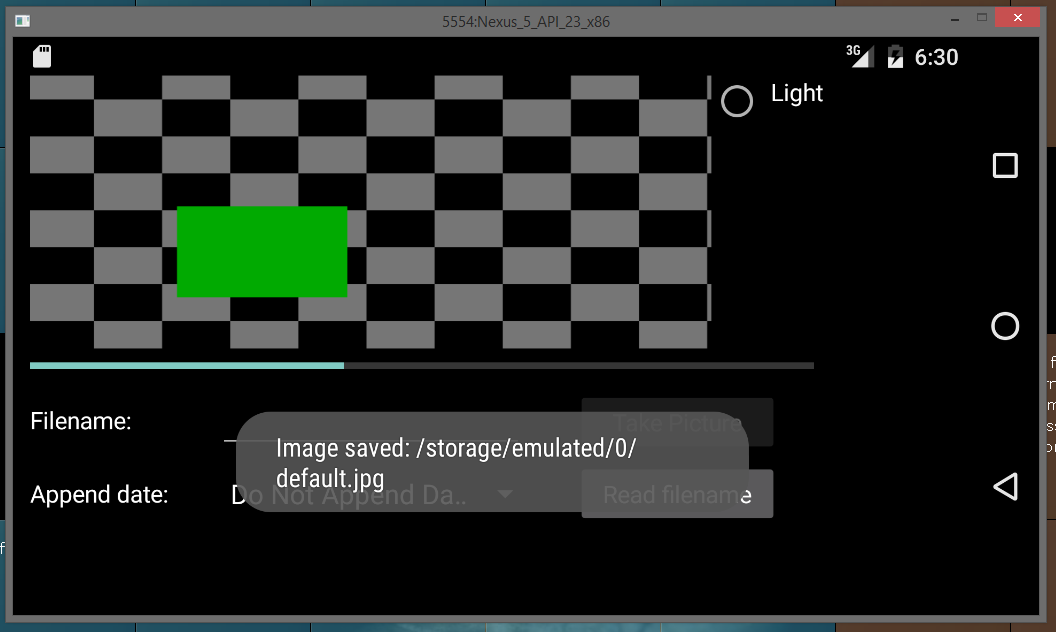 5554:Nexus_5_API_23_x86
3G 6:30
Light
Filename:
Take Picture
Image saved: /storage/emulated/0/
default.jpg
Append date:
Do Not Append Da...
Read filename